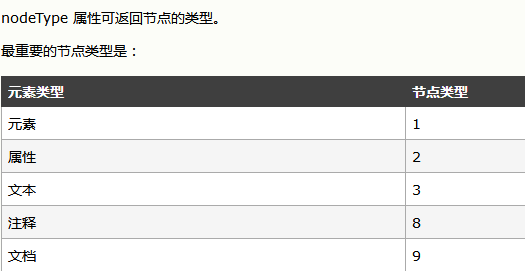 nodeType 属性可返回节点的类型。
最重要的节点类型是：
元素类型 节点类型
元素 1
属性 2
文本 3
注释 8
文档 9